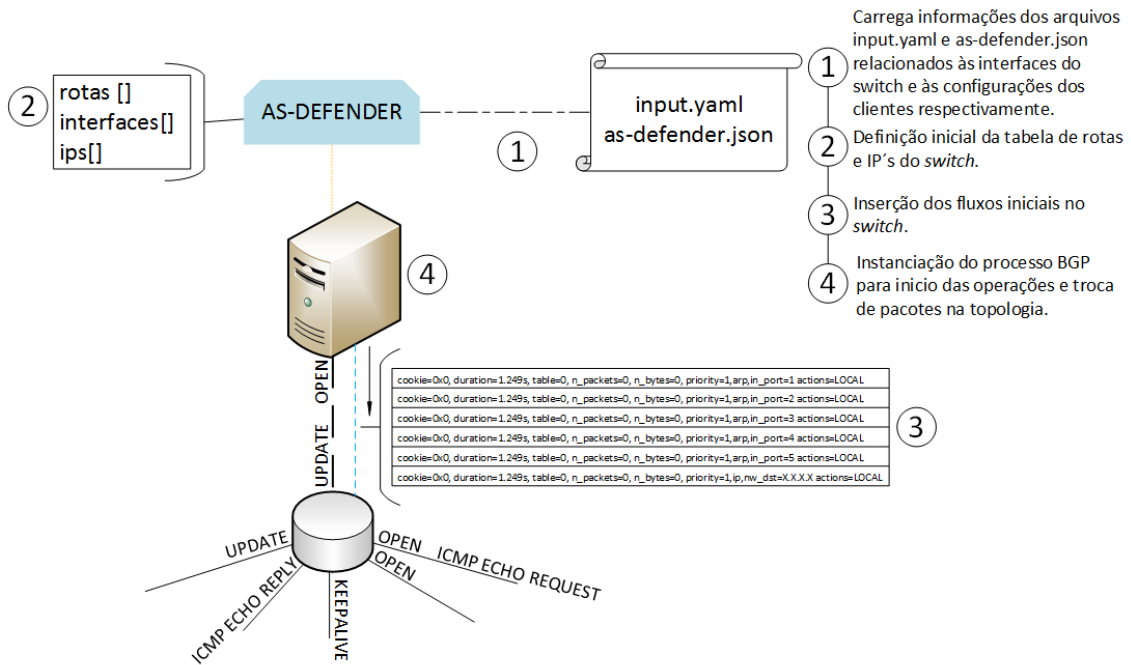 2
rotas []
interfaces[]
ips[]
AS-DEFENDER
1
input.yaml
as-defender.json
1
Carrega informações dos arquivos
input.yaml e as-defender.json
relacionados às interfaces do
switch e às configurações dos
clientes respectivamente.
2
Definição inicial da tabela de rotas
e IP´s do switch.
3
Inserção dos fluxos iniciais no
switch.
4
Instanciação do processo BGP
para inicio das operações e troca
de pacotes na topologia.
4
OPEN
UPDATE
cookie=0x0, duration=1.249s, table=0, n_packets=0, n_bytes=0, priority=1,arp,in_port=1 actions=LOCAL
cookie=0x0, duration=1.249s, table=0, n_packets=0, n_bytes=0, priority=1,arp,in_port=2 actions=LOCAL
cookie=0x0, duration=1.249s, table=0, n_packets=0, n_bytes=0, priority=1,arp,in_port=3 actions=LOCAL
cookie=0x0, duration=1.249s, table=0, n_packets=0, n_bytes=0, priority=1,arp,in_port=4 actions=LOCAL
cookie=0x0, duration=1.249s, table=0, n_packets=0, n_bytes=0, priority=1,arp,in_port=5 actions=LOCAL
cookie=0x0, duration=1.249s, table=0, n_packets=0, n_bytes=0, priority=1,ip,nw_dst=X.X.X.X actions=LOCAL
3
UPDATE
ICMP ECHO REPLY
KEEPALIVE
OPEN
OPEN ICMP ECHO REQUEST